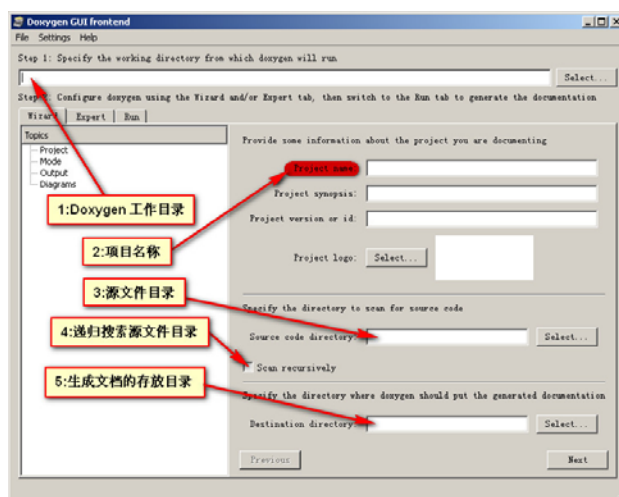 Doxygen GUI frontend
File Settings Help
Step 1: Specify the working directory from which doxygen will run
Select...
Step 2: Configure doxygen using the Wizard and/or Expert tab, then switch to the Run tab to generate the documentation
Wizard Expert Run
Topics
Project
Mode
Output
Diagrams
Provide some information about the project you are documenting
Project name:
Project synopsis:
Project version or id:
Project logo: Select...
1:Doxygen 工作目录
2:项目名称
3:源文件目录
4:递归搜索源文件目录
5:生成文档的存放目录
Specify the directory to scan for source code
Source code directory: Select...
Scan recursively
Specify the directory where doxygen should put the generated documentation
Destination directory: Select...
Previous Next